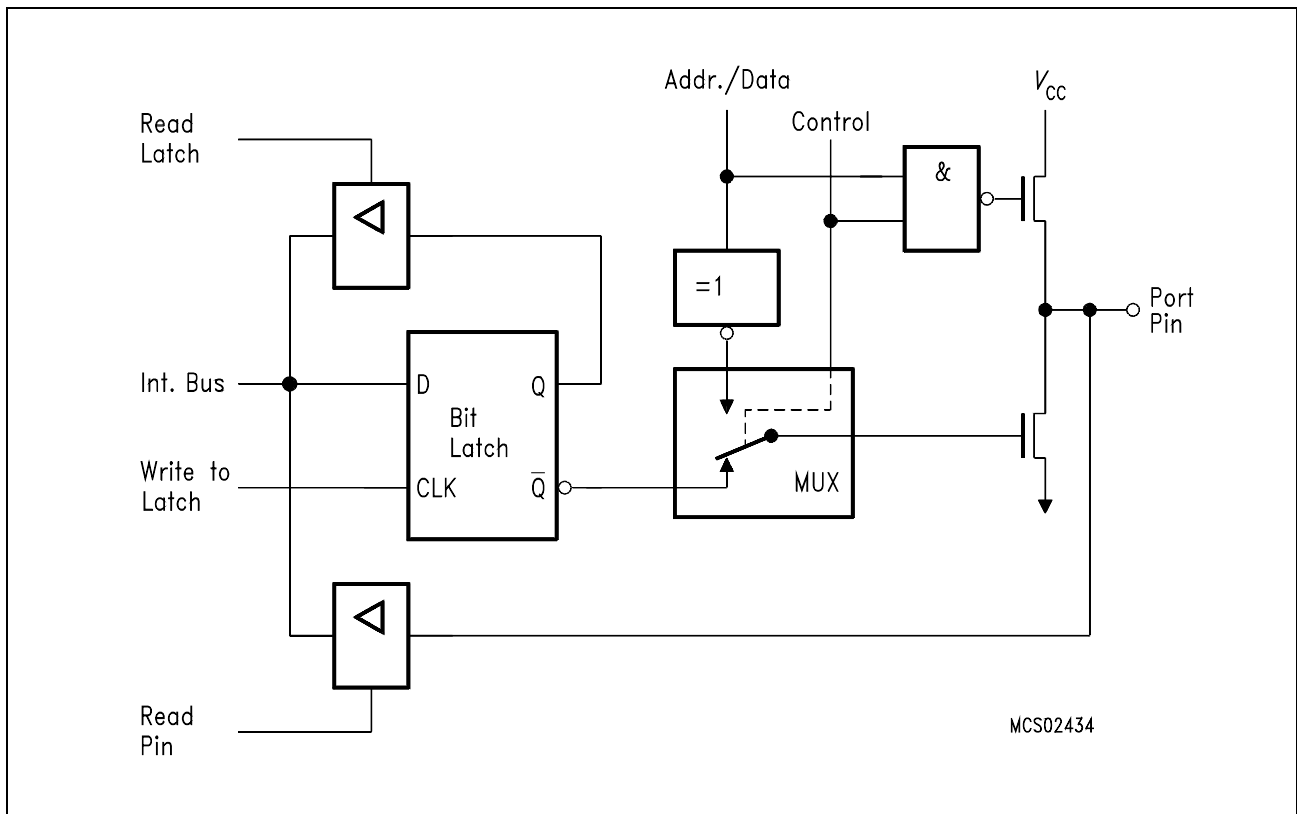 Addr./Data
VCC
Control
Read
Latch
&
=1
Port
Pin
Int. Bus
D
Q
Bit
Latch
Write to
Latch
CLK
Q̅
MUX
Read
Pin
MCS02434